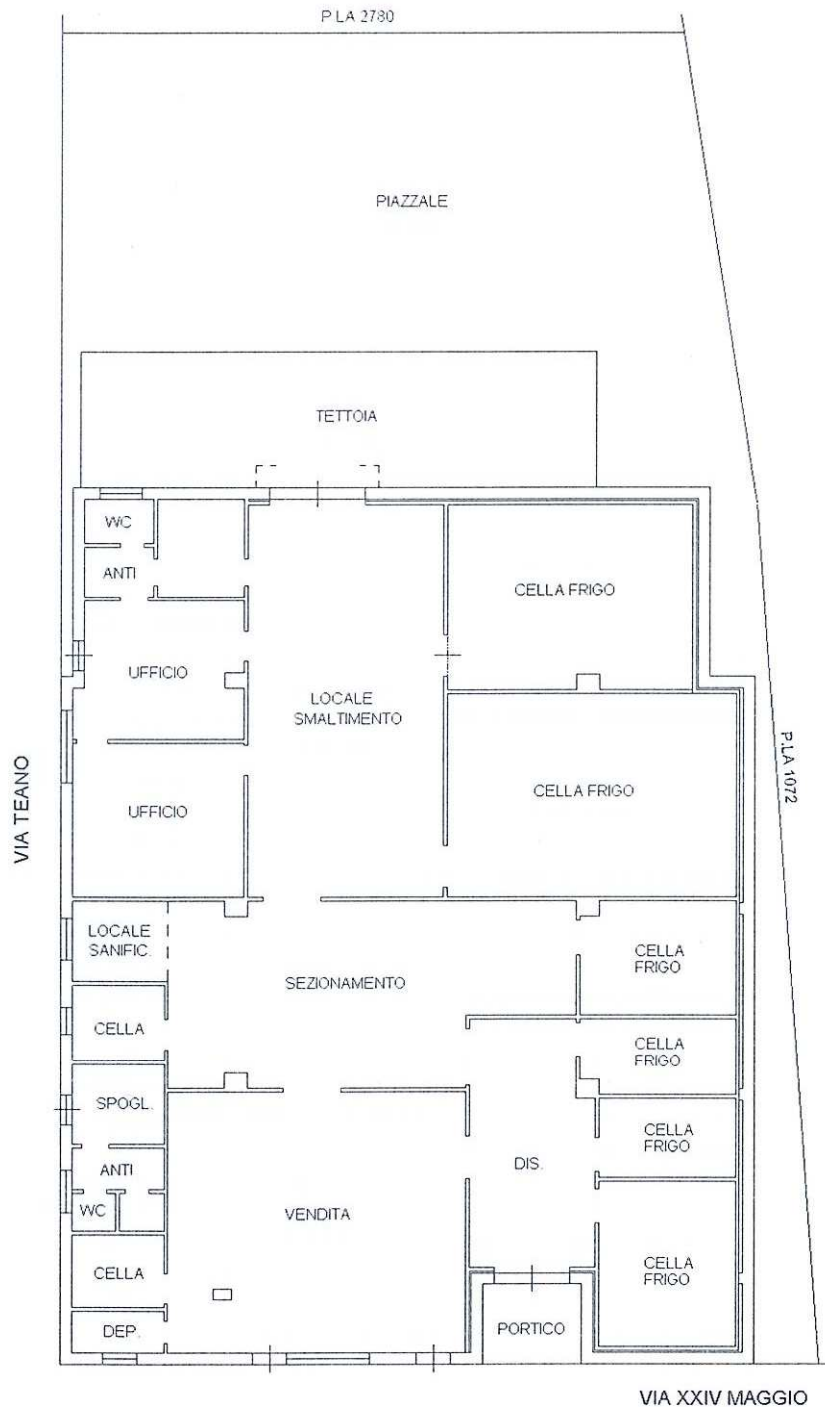 P.LA 2780
PIAZZALE
TETTOIA
WC
ANTI
CELLA FRIGO
UFFICIO
LOCALE
SMALTIMENTO
P.LA 1072
VIA TEANO
UFFICIO
CELLA FRIGO
LOCALE
SANIFIC.
CELLA
FRIGO
SEZIONAMENTO
CELLA
CELLA
FRIGO
SPOGL.
CELLA
FRIGO
ANTI
DIS.
WC
VENDITA
CELLA
CELLA
FRIGO
DEP.
PORTICO
VIA XXIV MAGGIO